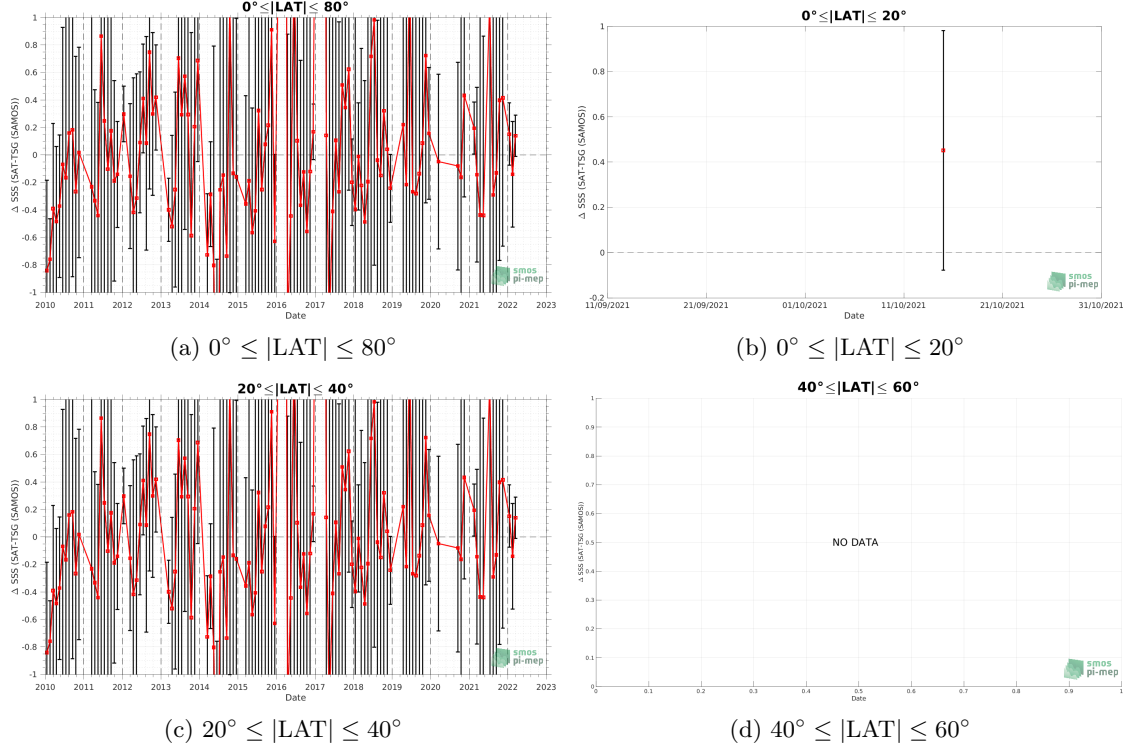 0°≤|LAT|≤ 80°
Δ SSS (SAT-TSG (SAMOS))
1
0.8
0.6
0.4
0.2
0
-0.2
-0.4
-0.6
-0.8
-1
2010 2011 2012 2013 2014 2015 2016 2017 2018 2019 2020 2021 2022 2023
Date
smos
pi-mep
(a) 0° ≤ |LAT| ≤ 80°
0°≤|LAT|≤ 20°
Δ SSS (SAT-TSG (SAMOS))
1
0.8
0.6
0.4
0.2
0
-0.2
11/09/2021 21/09/2021 01/10/2021 11/10/2021 21/10/2021 31/10/2021
Date
smos
pi-mep
(b) 0° ≤ |LAT| ≤ 20°
20°≤|LAT|≤ 40°
Δ SSS (SAT-TSG (SAMOS))
1
0.8
0.6
0.4
0.2
0
-0.2
-0.4
-0.6
-0.8
-1
2010 2011 2012 2013 2014 2015 2016 2017 2018 2019 2020 2021 2022 2023
Date
smos
pi-mep
(c) 20° ≤ |LAT| ≤ 40°
40°≤|LAT|≤ 60°
Δ SSS (SAT-TSG (SAMOS))
1
0.9
0.8
0.7
0.6
0.5
0.4
0.3
0.2
0.1
0
NO DATA
0 0.1 0.2 0.3 0.4 0.5 0.6 0.7 0.8 0.9 1
Date
smos
pi-mep
(d) 40° ≤ |LAT| ≤ 60°